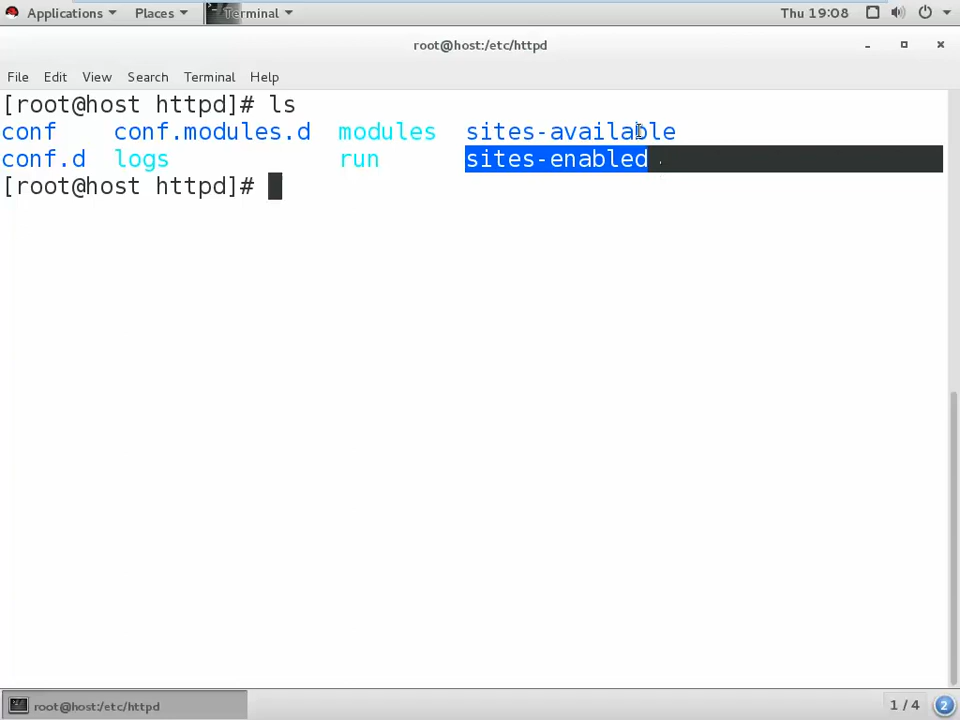 Applications Places Terminal Thu 19:08
root@host:/etc/httpd
File Edit View Search Terminal Help
[root@host httpd]# ls
conf conf.modules.d modules sites-available
conf.d logs run sites-enabled
[root@host httpd]#
root@host:/etc/httpd 1 / 4 2